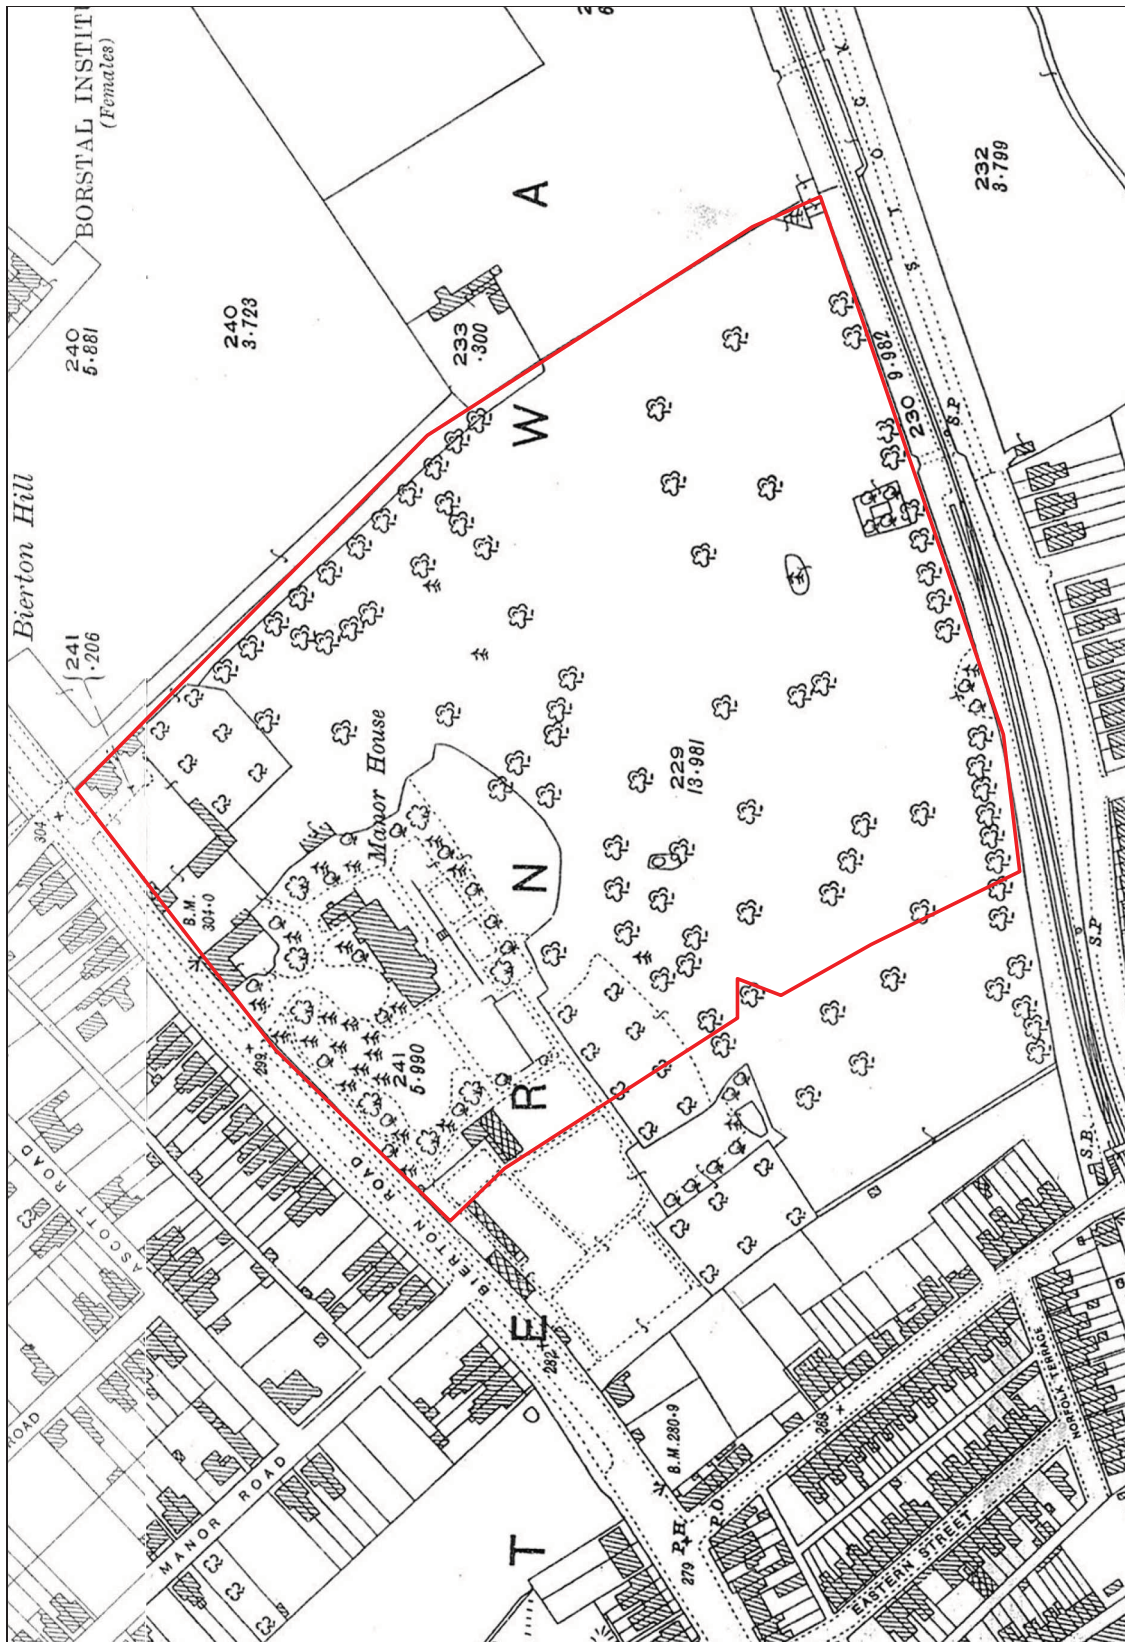 BORSTAL INSTITU
(Females)
240
5·881
240
3·723
A
232
3·799
233
·300
W
Bierton Hill
241
·206
230 9·982
S.P
304
B.M.
304·0
Manor House
229
13·981
N
299
241
5·990
S.P
R
ASCOTT ROAD
BIERTON ROAD
B
S.B.
E
287
ROAD
MANOR ROAD
B.M.280·9
288
NORFOLK TERRACE
T
P.H.
P.O.
279
EASTERN STREET